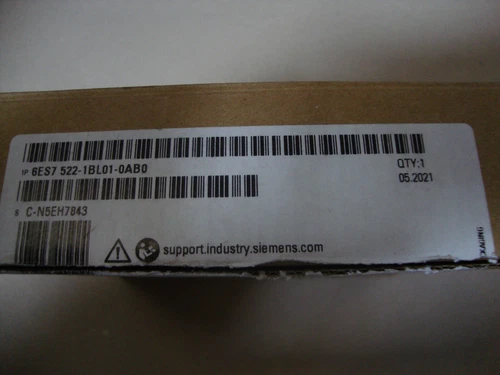 1P 6ES7 522-1BL01-0AB0
QTY:1
05.2021
S C-N5EH7843
support.industry.siemens.com